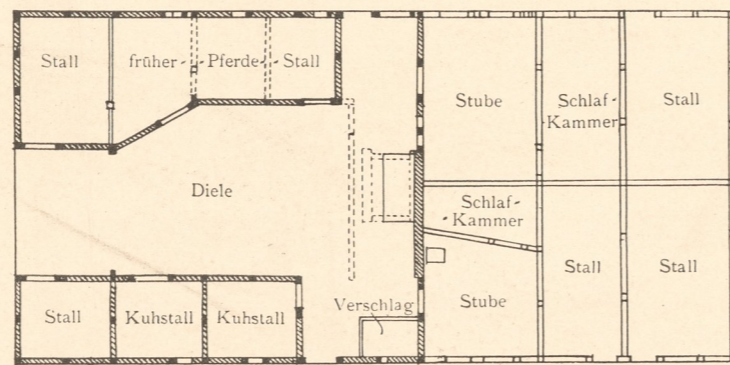 Stall
früher - Pferde - Stall
Stube
Schlaf-
Kammer
Stall
Diele
Schlaf-
Kammer
Stall
Kuhstall
Kuhstall
Verschlag
Stube
Stall
Stall